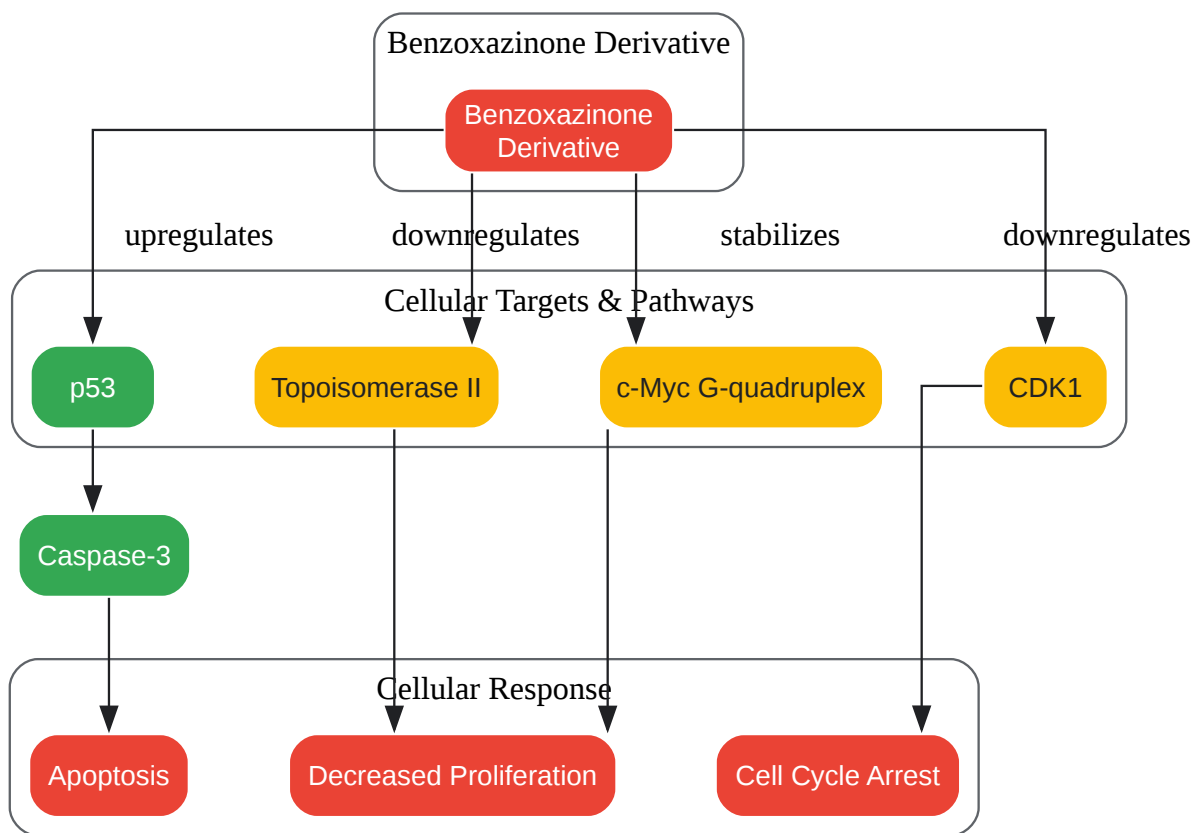 Benzoxazinone Derivative
Benzoxazinone
Derivative
upregulates
downregulates
stabilizes
downregulates
Cellular Targets & Pathways
p53
Topoisomerase II
c-Myc G-quadruplex
CDK1
Caspase-3
Cellular Response
Apoptosis
Decreased Proliferation
Cell Cycle Arrest